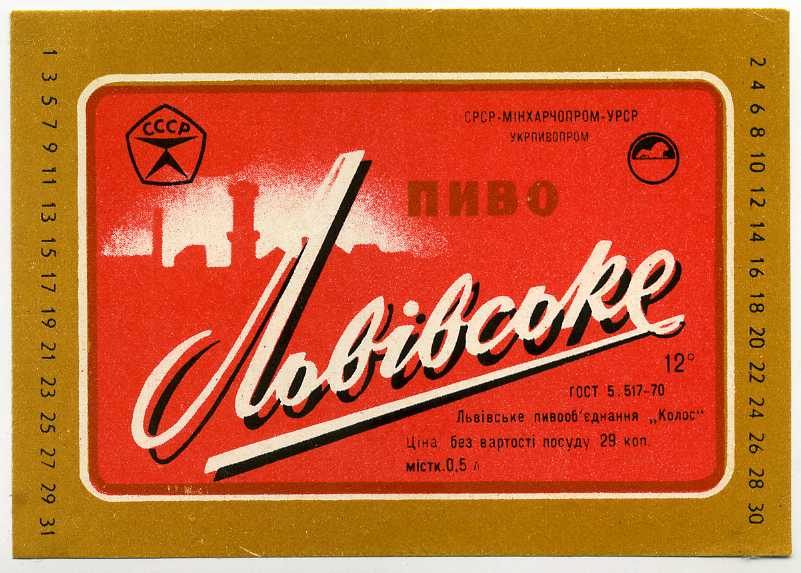 СССР
СРСР-МІНХАРЧОПРОМ-УРСР
УКРПИВОПРОМ
ПИВО
Львівське
12°
ГОСТ 5.517-70
Львівське пивооб'єднання „Колос"
Ціна без вартості посуду 29 коп.
містк.0,5 л
1 3 5 7 9 11 13 15 17 19 21 23 25 27 29 31
2 4 6 8 10 12 14 16 18 20 22 24 26 28 30